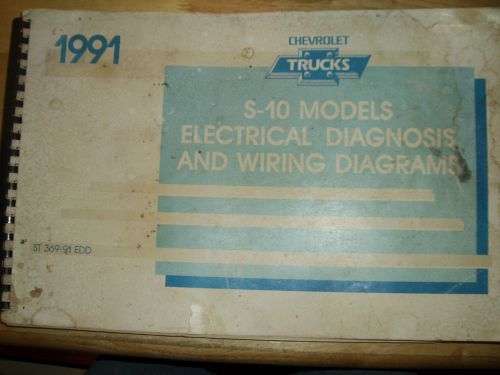 1991
CHEVROLET
TRUCKS
S-10 MODELS
ELECTRICAL DIAGNOSIS
AND WIRING DIAGRAMS
ST 369-91 EDD